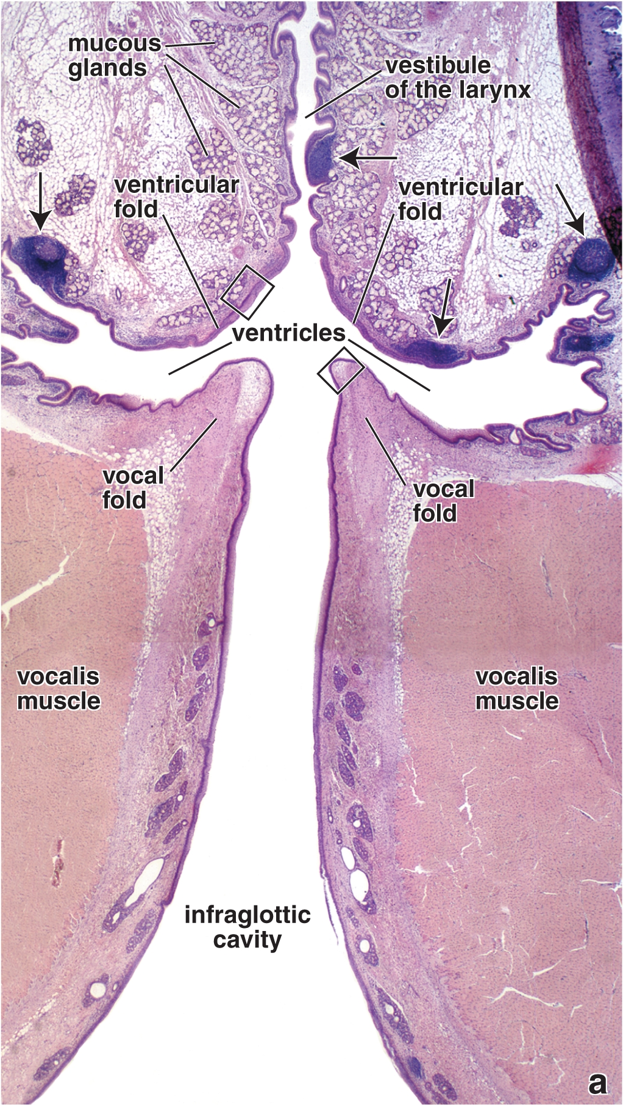 mucous
glands
vestibule
of the larynx
ventricular
fold
ventricular
fold
ventricles
vocal
fold
vocal
fold
vocalis
muscle
vocalis
muscle
infraglottic
cavity
a